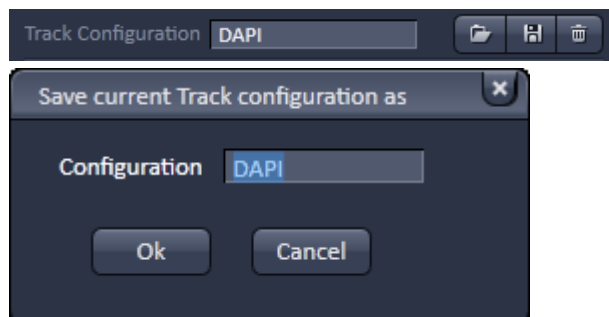 Track Configuration DAPI
Save current Track configuration as
Configuration DAPI
Ok Cancel